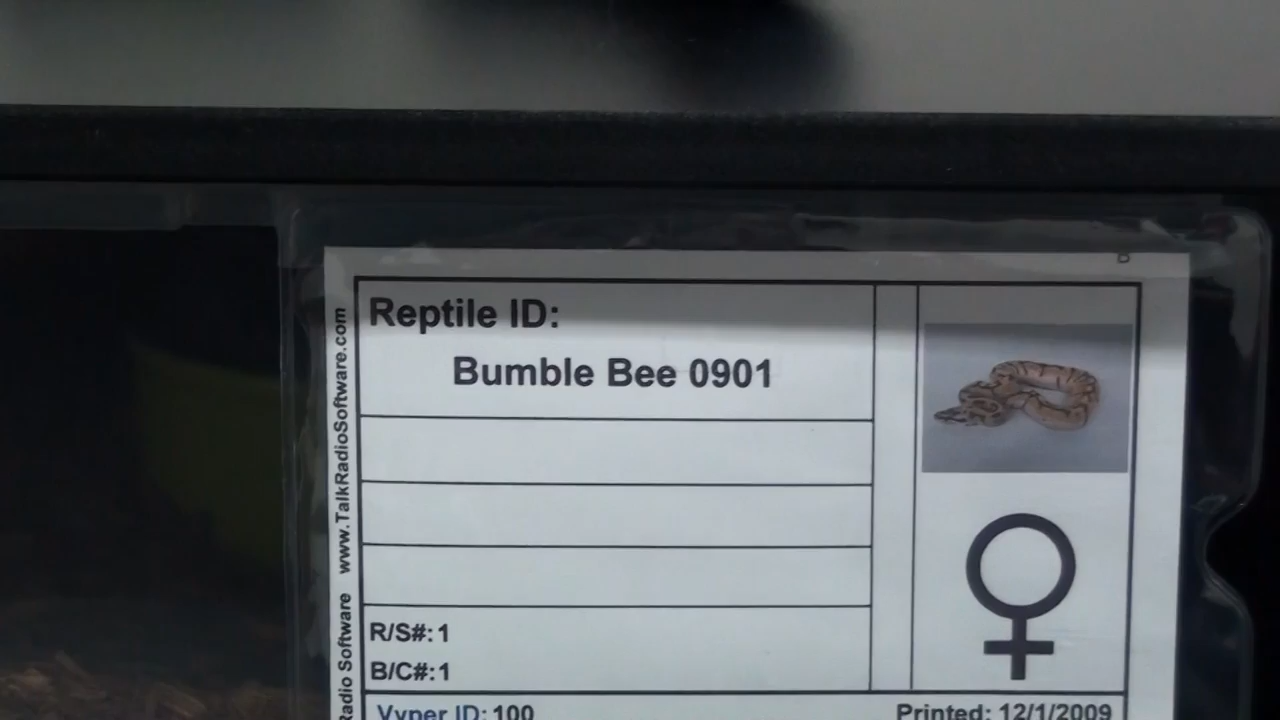 Reptile ID:
Bumble Bee 0901
R/S#: 1
B/C#: 1
Vyper ID: 100
Printed: 12/1/2009
Radio Software www.TalkRadioSoftware.com